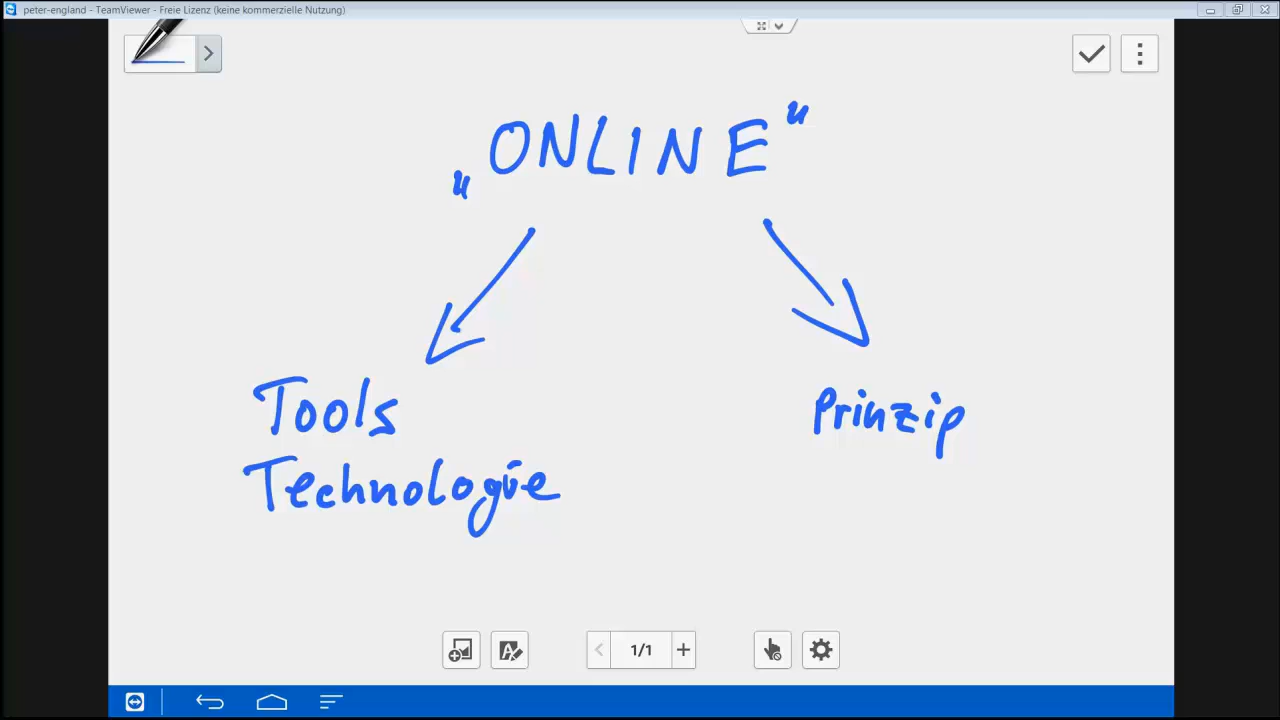 peter-england - TeamViewer - Freie Lizenz (keine kommerzielle Nutzung)
„ONLINE"
Tools
Technologie
Prinzip
1/1